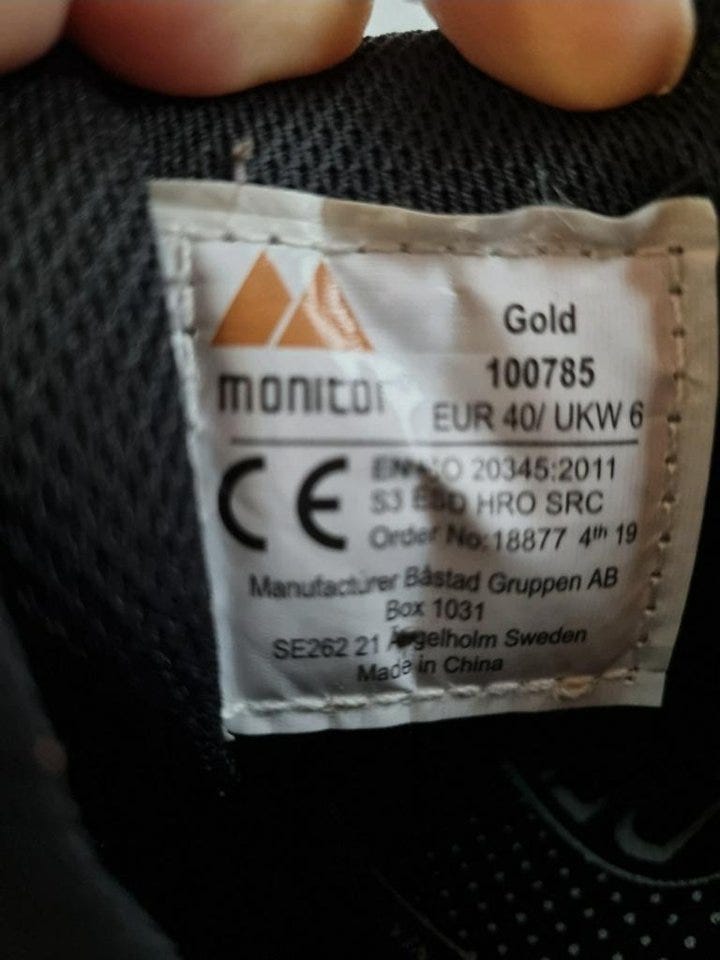 monitor
Gold
100785
EUR 40/ UKW 6
CE
EN ISO 20345:2011
S3 ESD HRO SRC
Order No:18877 4th 19
Manufacturer Båstad Gruppen AB
Box 1031
SE262 21 Ängelholm Sweden
Made in China